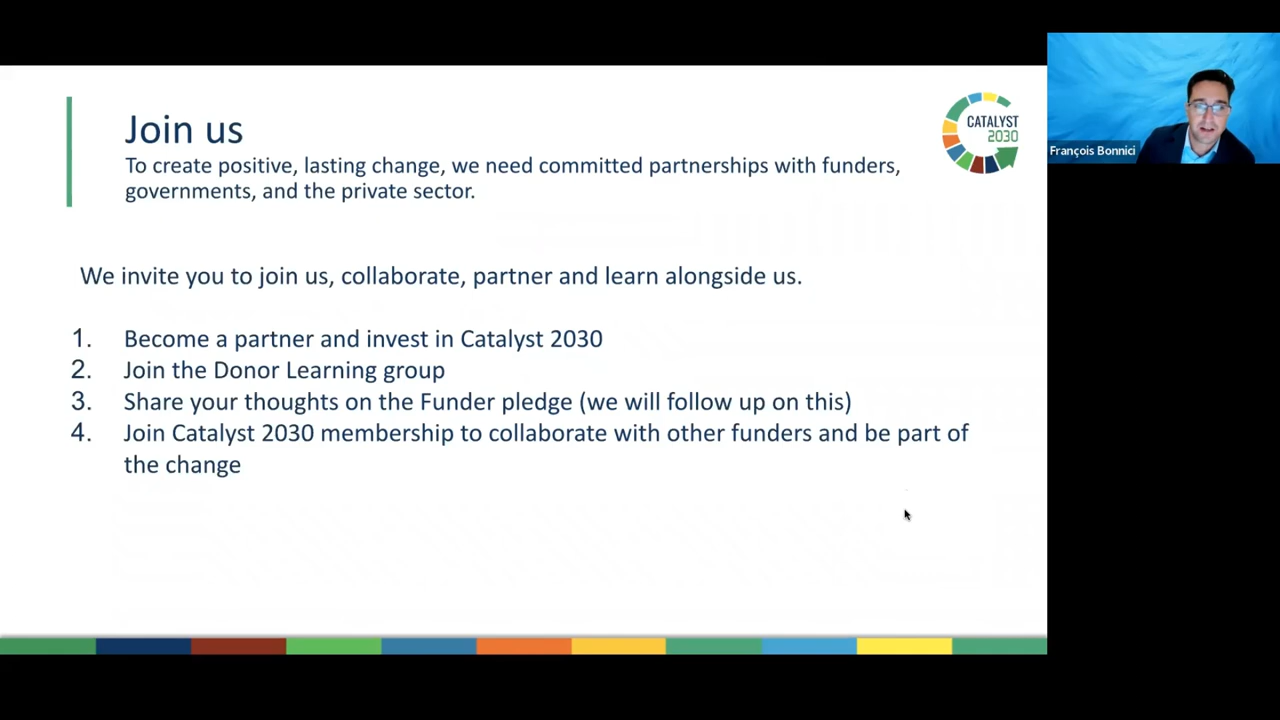 Join us
To create positive, lasting change, we need committed partnerships with funders,
governments, and the private sector.
CATALYST
2030
François Bonnici
We invite you to join us, collaborate, partner and learn alongside us.
1. Become a partner and invest in Catalyst 2030
2. Join the Donor Learning group
3. Share your thoughts on the Funder pledge (we will follow up on this)
4. Join Catalyst 2030 membership to collaborate with other funders and be part of
the change